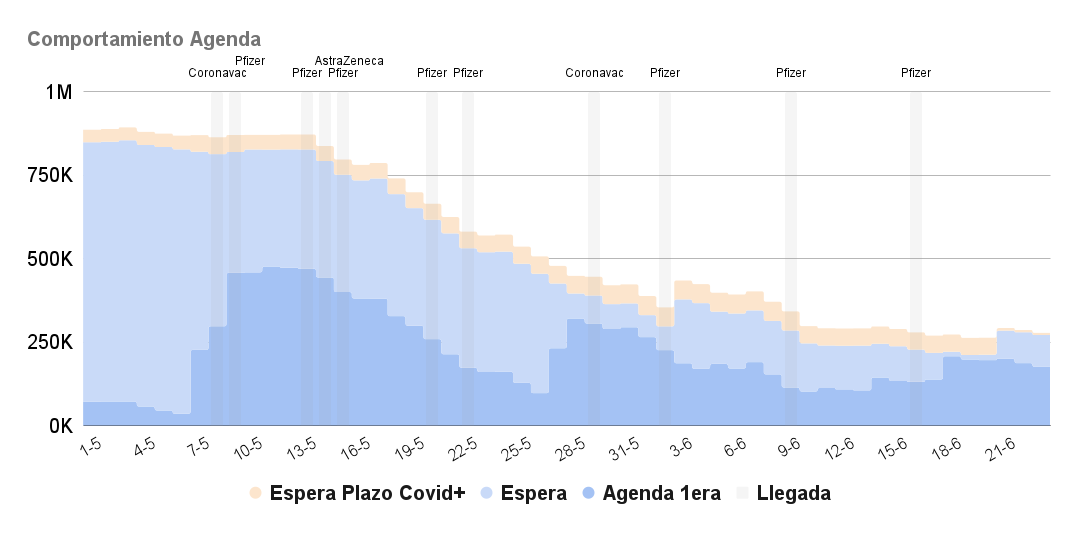 Comportamiento Agenda
Pfizer AstraZeneca
Coronavac Pfizer Pfizer Pfizer Pfizer Coronavac Pfizer Pfizer Pfizer
1M
750K
500K
250K
0K
1-5 4-5 7-5 10-5 13-5 16-5 19-5 22-5 25-5 28-5 31-5 3-6 6-6 9-6 12-6 15-6 18-6 21-6
Espera Plazo Covid+ Espera Agenda 1era Llegada